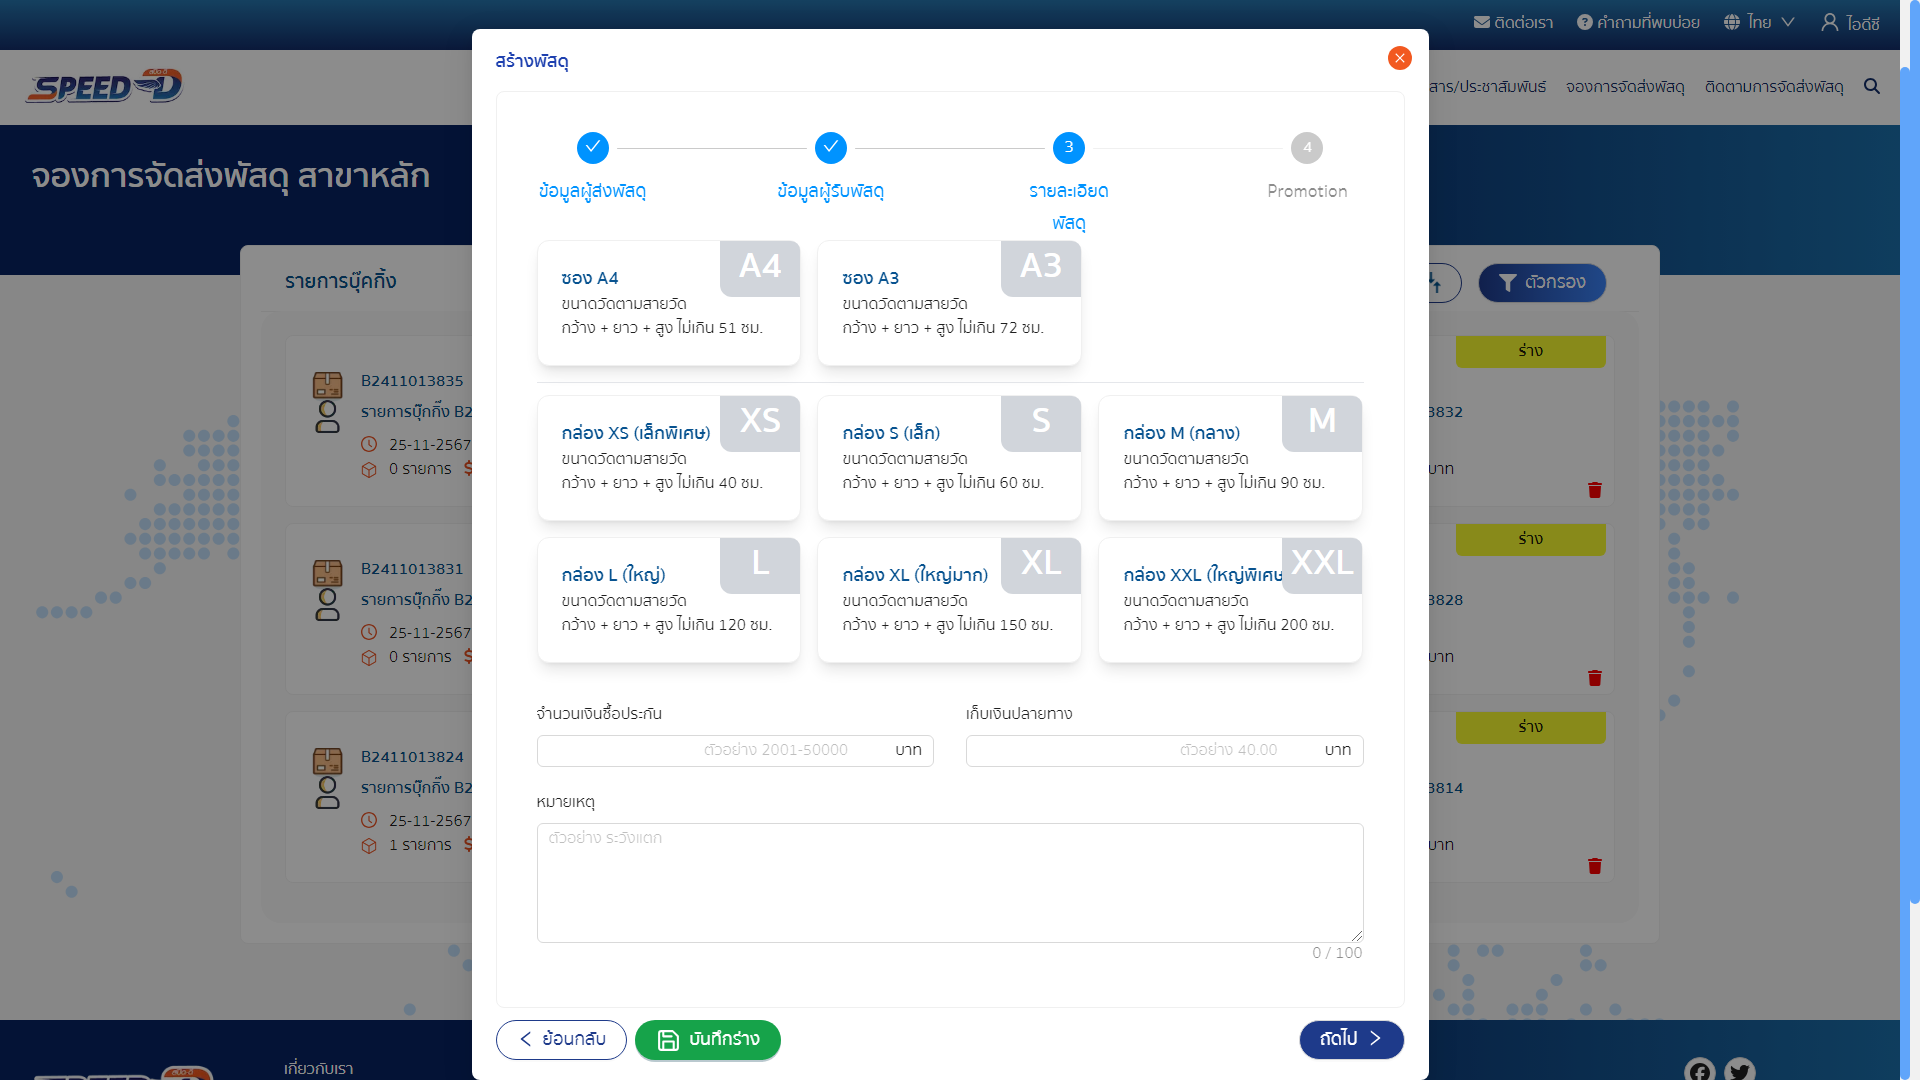 ติดต่อเรา
คำถามที่พบบ่อย
ไทย
ไอดีซี
สปีด-ดี
SPEED-D
สาร/ประชาสัมพันธ์
จองการจัดส่งพัสดุ
ติดตามการจัดส่งพัสดุ
จองการจัดส่งพัสดุ สาขาหลัก
รายการบุ๊คกิ้ง
ตัวกรอง
B2411013835
รายการบุ๊กกิ้ง B2
25-11-2567
0 รายการ $
ร่าง
3832
บาท
B2411013831
รายการบุ๊กกิ้ง B2
25-11-2567
0 รายการ $
ร่าง
3828
บาท
B2411013824
รายการบุ๊กกิ้ง B2
25-11-2567
1 รายการ $
ร่าง
3814
บาท
เกี่ยวกับเรา
สร้างพัสดุ
ข้อมูลผู้ส่งพัสดุ
ข้อมูลผู้รับพัสดุ
3
รายละเอียด
พัสดุ
4
Promotion
A4
ซอง A4
ขนาดวัดตามสายวัด
กว้าง + ยาว + สูง ไม่เกิน 51 ซม.
A3
ซอง A3
ขนาดวัดตามสายวัด
กว้าง + ยาว + สูง ไม่เกิน 72 ซม.
XS
กล่อง XS (เล็กพิเศษ)
ขนาดวัดตามสายวัด
กว้าง + ยาว + สูง ไม่เกิน 40 ซม.
S
กล่อง S (เล็ก)
ขนาดวัดตามสายวัด
กว้าง + ยาว + สูง ไม่เกิน 60 ซม.
M
กล่อง M (กลาง)
ขนาดวัดตามสายวัด
กว้าง + ยาว + สูง ไม่เกิน 90 ซม.
L
กล่อง L (ใหญ่)
ขนาดวัดตามสายวัด
กว้าง + ยาว + สูง ไม่เกิน 120 ซม.
XL
กล่อง XL (ใหญ่มาก)
ขนาดวัดตามสายวัด
กว้าง + ยาว + สูง ไม่เกิน 150 ซม.
XXL
กล่อง XXL (ใหญ่พิเศษ
ขนาดวัดตามสายวัด
กว้าง + ยาว + สูง ไม่เกิน 200 ซม.
จำนวนเงินซื้อประกัน
ตัวอย่าง 2001-50000 บาท
เก็บเงินปลายทาง
ตัวอย่าง 40.00 บาท
หมายเหตุ
ตัวอย่าง ระวังแตก
0 / 100
ย้อนกลับ
บันทึกร่าง
ถัดไป